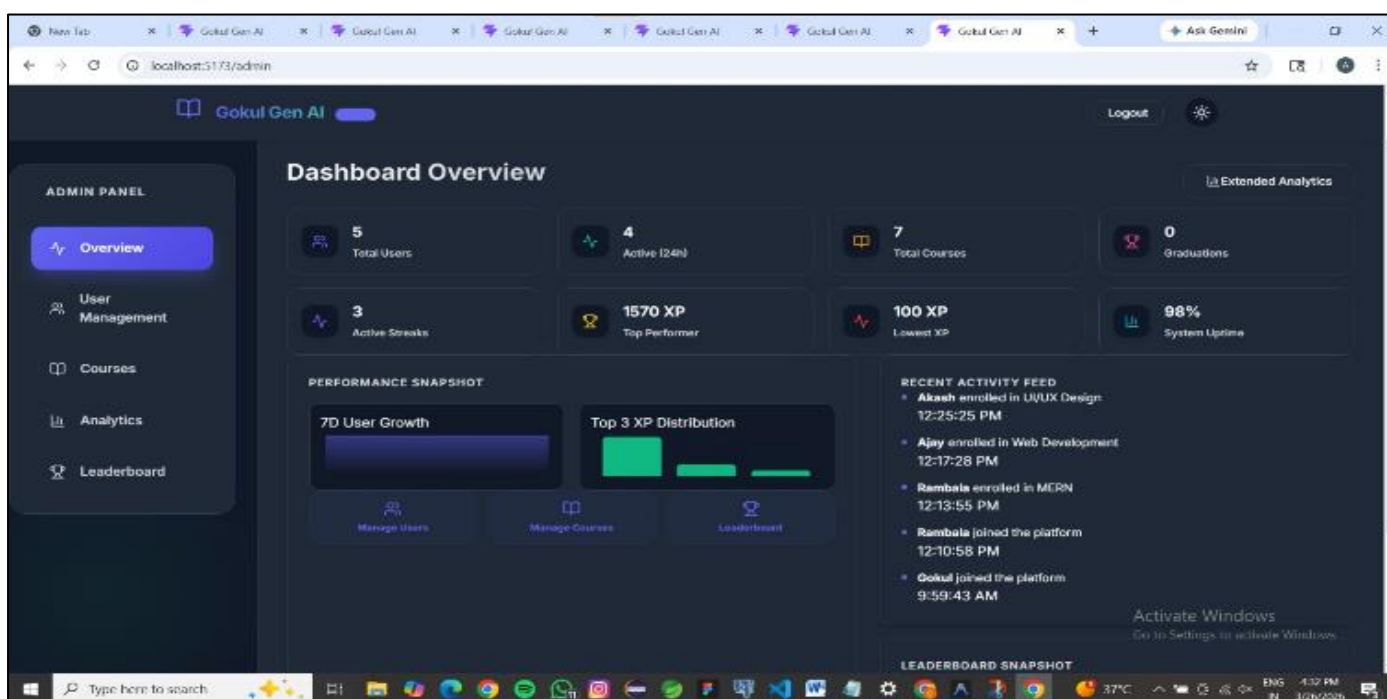 New Tab
Gokul Gen AI
Gokul Gen AI
Gokul Gen AI
Gokul Gen AI
Gokul Gen AI
Gokul Gen AI
Ask Gemini
localhost:5173/admin
Gokul Gen AI
Logout
ADMIN PANEL
Overview
User
Management
Courses
Analytics
Leaderboard
Dashboard Overview
Extended Analytics
5
Total Users
4
Active (24h)
7
Total Courses
0
Graduations
3
Active Streaks
1570 XP
Top Performer
100 XP
Lowest XP
98%
System Uptime
PERFORMANCE SNAPSHOT
7D User Growth
Top 3 XP Distribution
Manage Users
Manage Courses
Leaderboard
RECENT ACTIVITY FEED
Akash enrolled in UI/UX Design
12:25:25 PM
Ajay enrolled in Web Development
12:17:28 PM
Rambala enrolled in MERN
12:13:55 PM
Rambala joined the platform
12:10:58 PM
Gokul joined the platform
9:59:43 AM
LEADERBOARD SNAPSHOT
Activate Windows
Go to Settings to activate Windows.
Type here to search
37°C
ENG
IN
4:32 PM